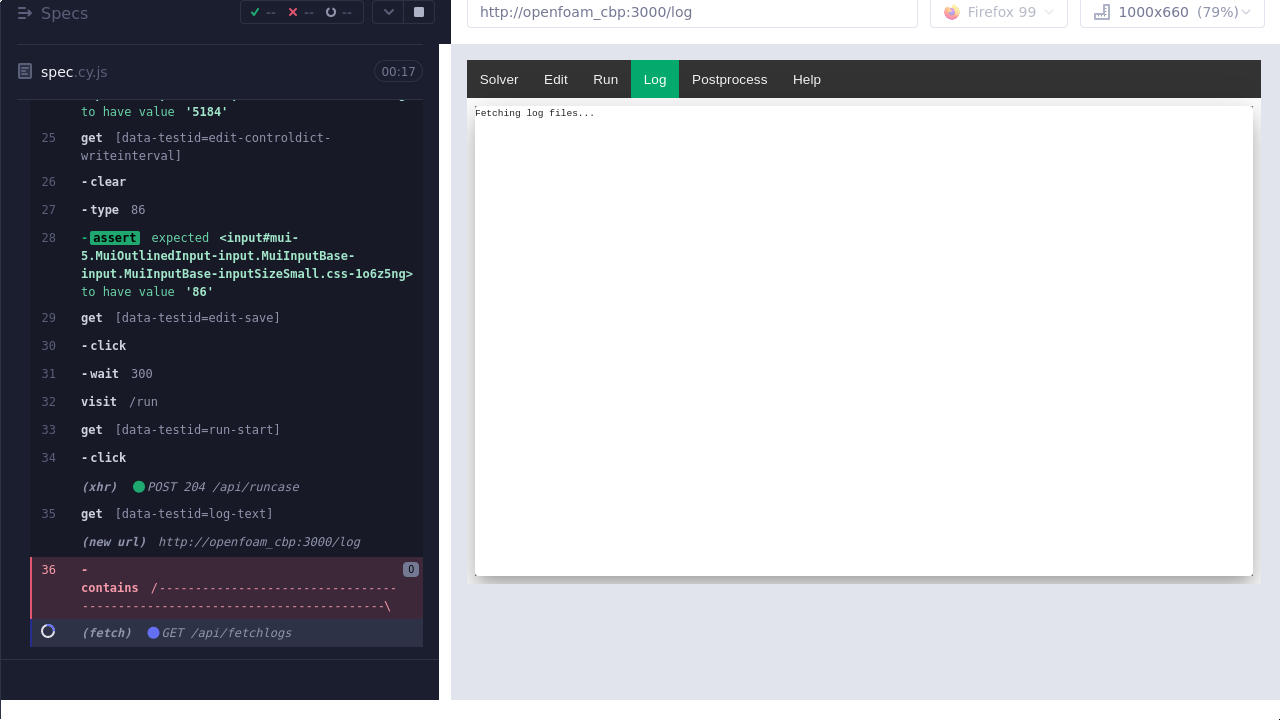 Specs
-- -- --
spec.cy.js
00:17
to have value '5184'
25 get [data-testid=edit-controldict-
writeinterval]
26 -clear
27 -type 86
28 -assert expected <input#mui-
5.MuiOutlinedInput-input.MuiInputBase-
input.MuiInputBase-inputSizeSmall.css-1o6z5ng>
to have value '86'
29 get [data-testid=edit-save]
30 -click
31 -wait 300
32 visit /run
33 get [data-testid=run-start]
34 -click
(xhr) POST 204 /api/runcase
35 get [data-testid=log-text]
(new url) http://openfoam_cbp:3000/log
36 - 0
contains /---------------------------------
------------------------------------------\
(fetch) GET /api/fetchlogs
http://openfoam_cbp:3000/log
Firefox 99
1000x660 (79%)
Solver Edit Run Log Postprocess Help
Fetching log files...